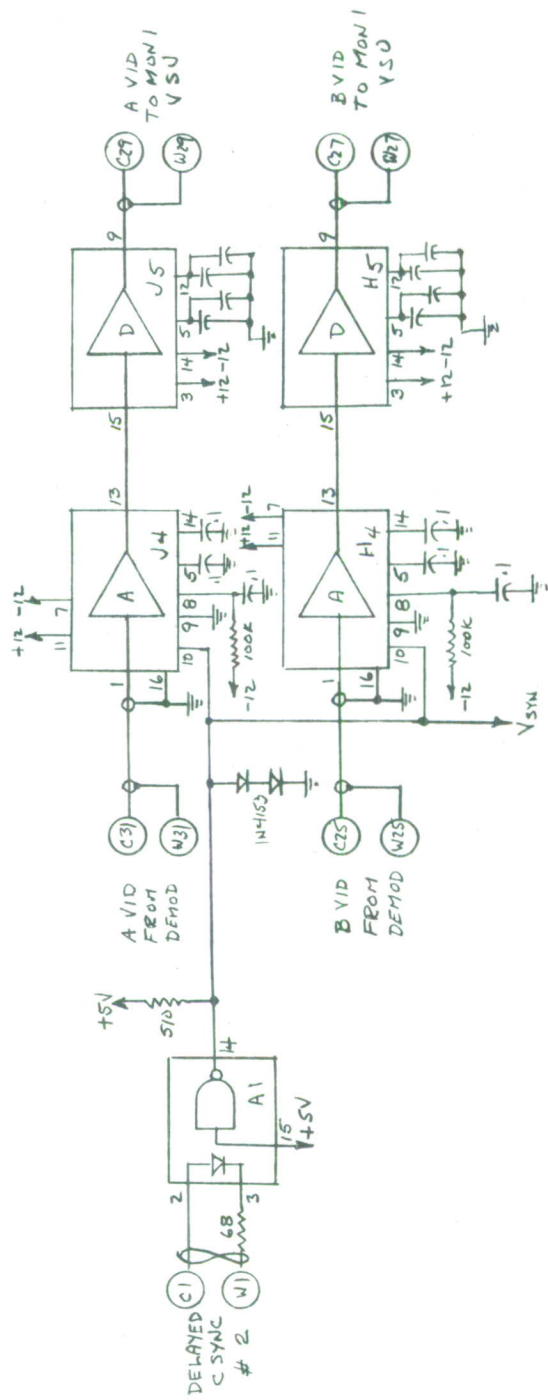 DELAYED
C SYNC
# 2
C1
W1
68
2
3
A1
15
+5V
14
510
+5V
A VID
FROM
DEMOD
C31
W31
1N4153
1
16
10
9
8
5
14
J4
A
11
7
+12 -12
100K
-12
.1
.1
.1
13
15
D
J5
3
14
5
12
+12 -12
9
C29
W29
A VID
TO MON 1
VSU
B VID
FROM
DEMOD
C25
W25
1
16
10
9
8
5
14
H4
A
11
7
+12 -12
100K
-12
.1
.1
.1
VSYN
13
15
D
H5
3
14
5
12
+12 -12
9
C27
W27
B VID
TO MON 1
VSU